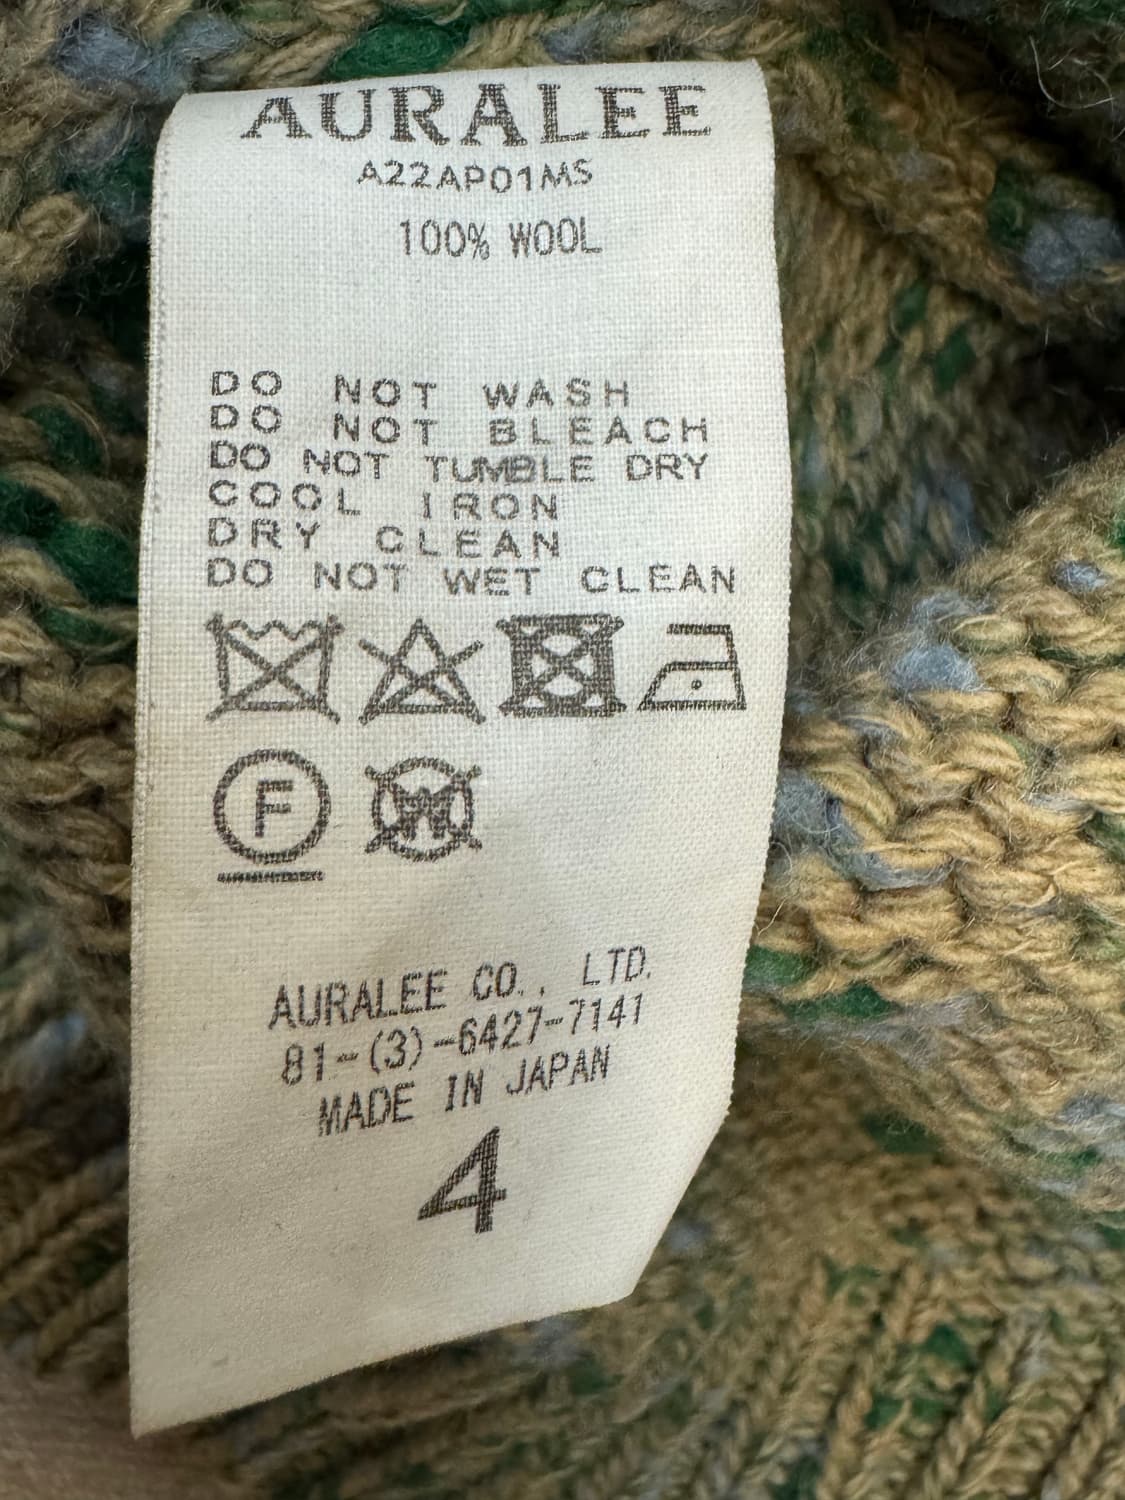 AURALEE
A22AP01MS
100% WOOL
DO NOT WASH
DO NOT BLEACH
DO NOT TUMBLE DRY
COOL IRON
DRY CLEAN
DO NOT WET CLEAN
F
W
AURALEE CO., LTD.
81-(3)-6427-7141
MADE IN JAPAN
4